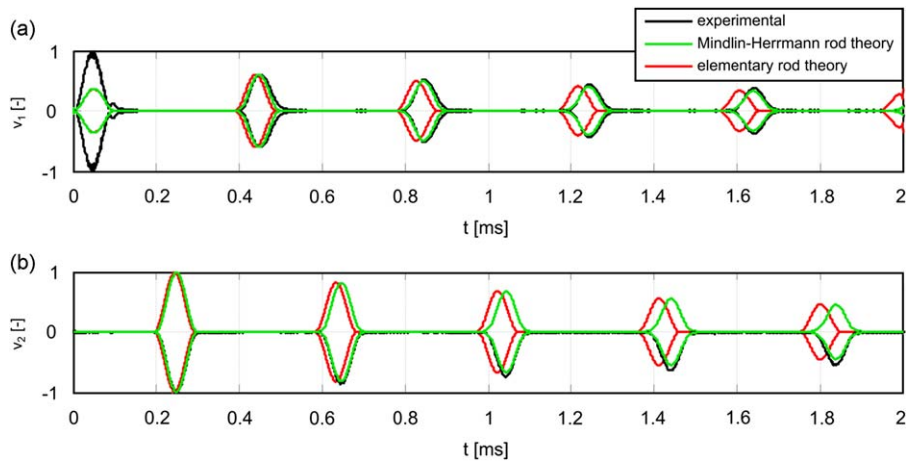 (a)
experimental
Mindlin-Herrmann rod theory
elementary rod theory
1
0
-1
v1 [-]
0 0.2 0.4 0.6 0.8 1 1.2 1.4 1.6 1.8 2
t [ms]
(b)
1
0
-1
v2 [-]
0 0.2 0.4 0.6 0.8 1 1.2 1.4 1.6 1.8 2
t [ms]